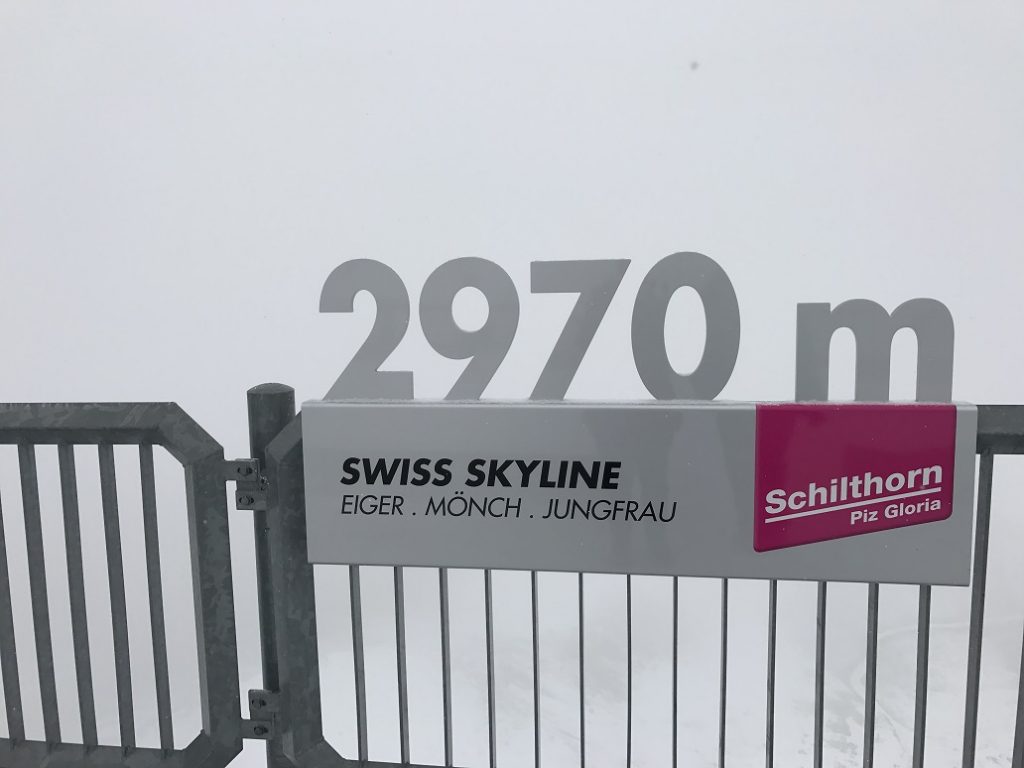 2970 m
SWISS SKYLINE
EIGER . MÖNCH . JUNGFRAU
Schilthorn
Piz Gloria